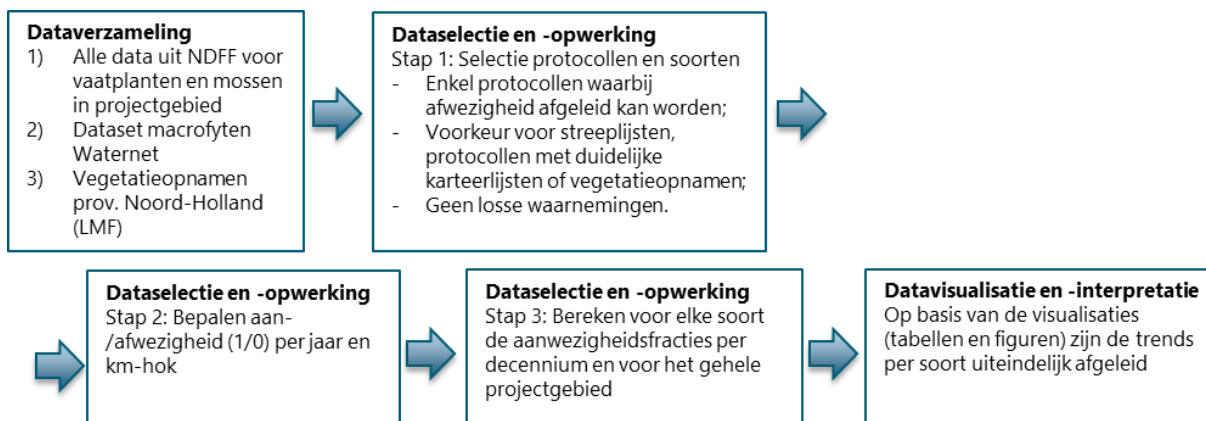 Dataverzameling
1) Alle data uit NDFF voor
vaatplanten en mossen
in projectgebied
2) Dataset macrofyten
Waternet
3) Vegetatieopnamen
prov. Noord-Holland
(LMF)
Dataselectie en -opwerking
Stap 1: Selectie protocollen en soorten
- Enkel protocollen waarbij
afwezigheid afgeleid kan worden;
- Voorkeur voor streeplijsten,
protocollen met duidelijke
karteerlijsten of vegetatieopnamen;
- Geen losse waarnemingen.
Dataselectie en -opwerking
Stap 2: Bepalen aan-
/afwezigheid (1/0) per jaar en
km-hok
Dataselectie en -opwerking
Stap 3: Bereken voor elke soort
de aanwezigheidsfracties per
decennium en voor het gehele
projectgebied
Datavisualisatie en -interpretatie
Op basis van de visualisaties
(tabellen en figuren) zijn de trends
per soort uiteindelijk afgeleid